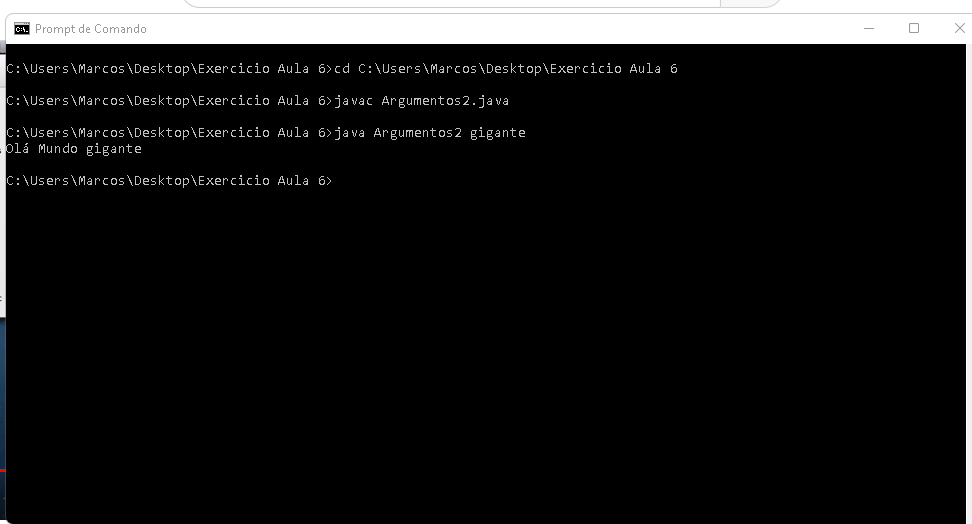 Prompt de Comando
C:\Users\Marcos\Desktop\Exercicio Aula 6>cd C:\Users\Marcos\Desktop\Exercicio Aula 6
C:\Users\Marcos\Desktop\Exercicio Aula 6>javac Argumentos2.java
C:\Users\Marcos\Desktop\Exercicio Aula 6>java Argumentos2 gigante
Olá Mundo gigante
C:\Users\Marcos\Desktop\Exercicio Aula 6>